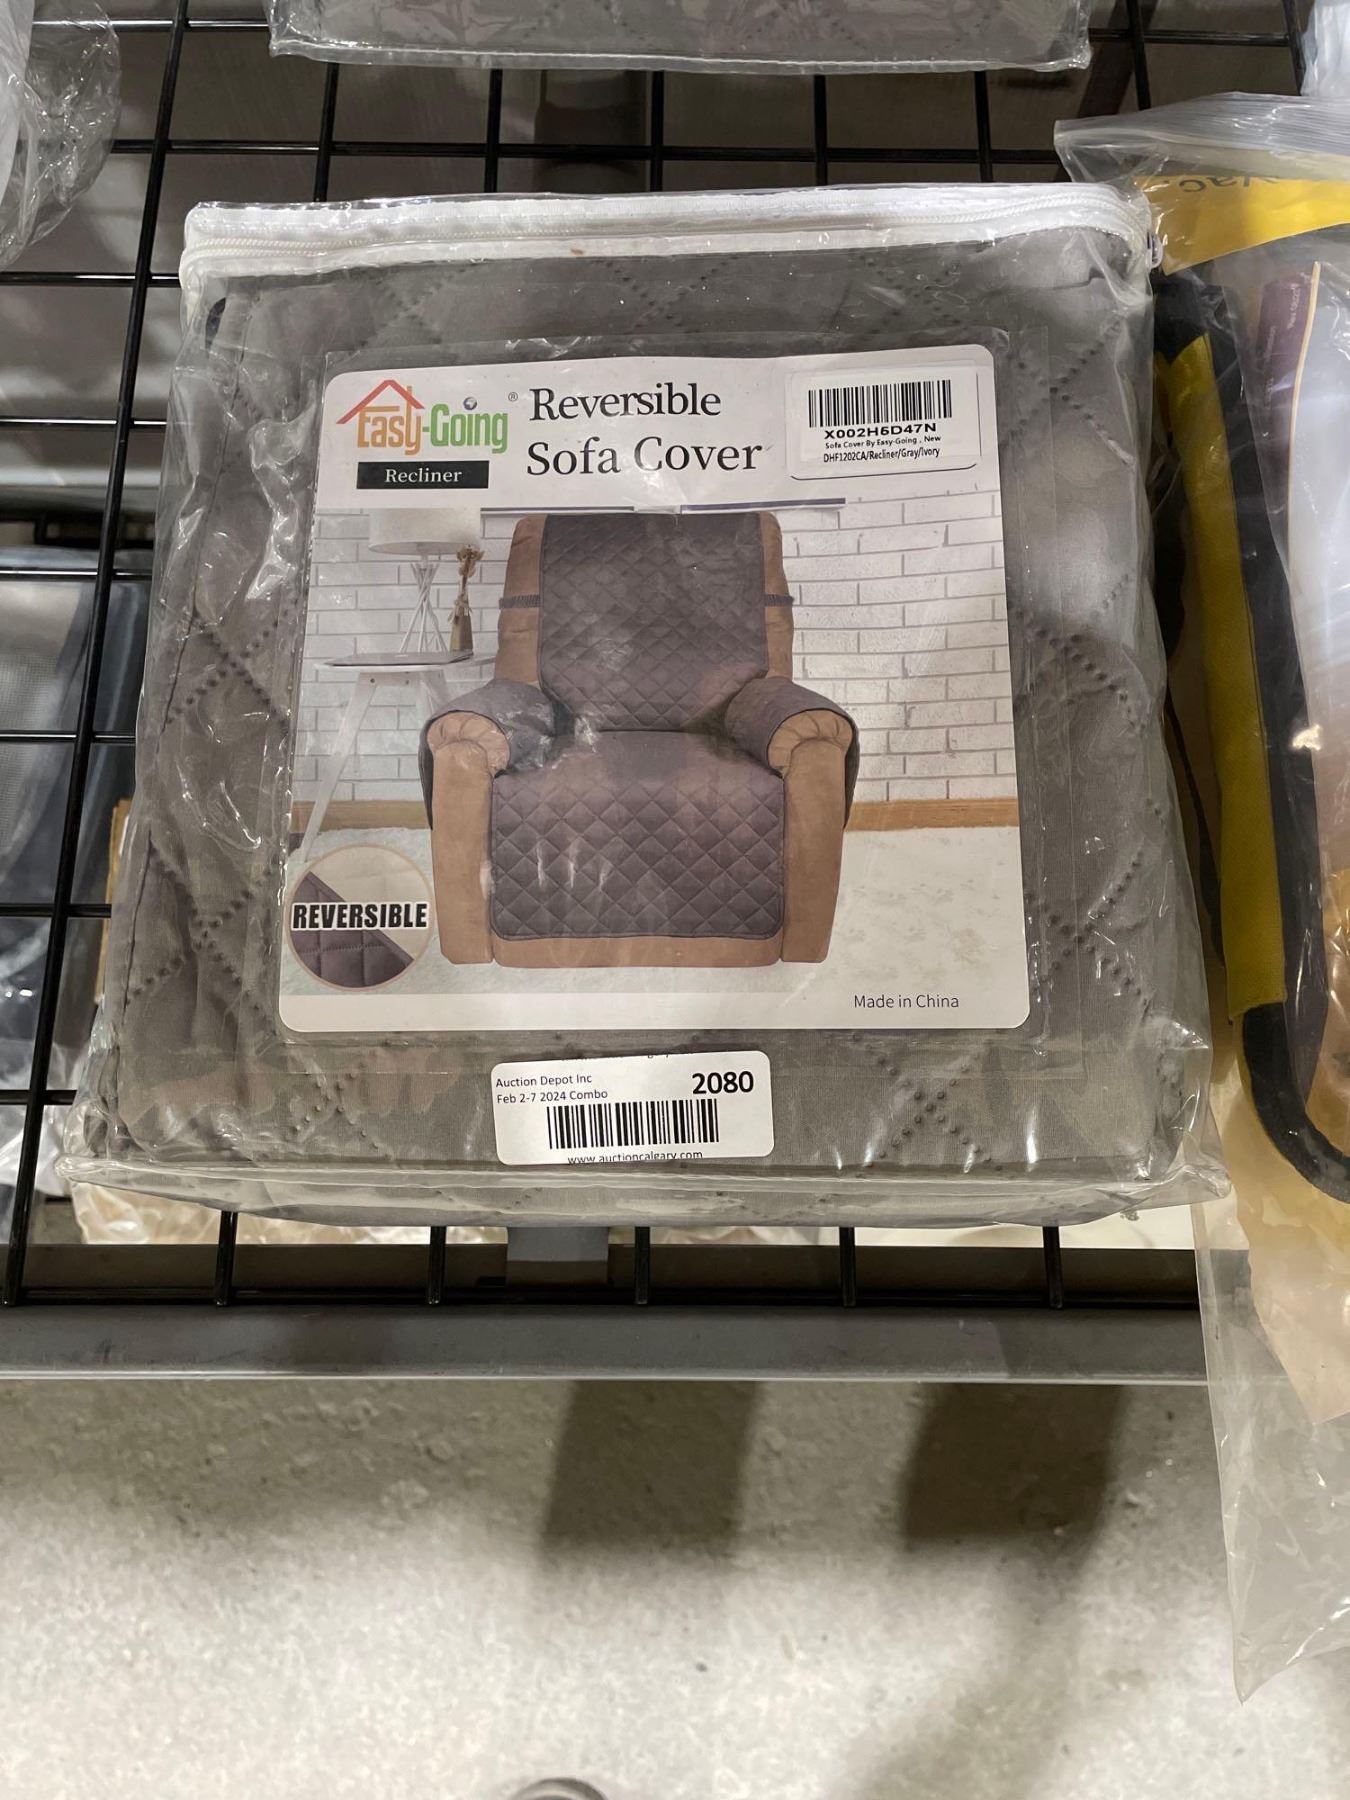 Easy-Going®
Recliner
Reversible
Sofa Cover
X002H6D47N
Sofa Cover By Easy-Going , New
DHF1202CA/Recliner/Gray/Ivory
REVERSIBLE
Made in China
Auction Depot Inc
2080
Feb 2-7 2024 Combo
www.auctioncalgary.com